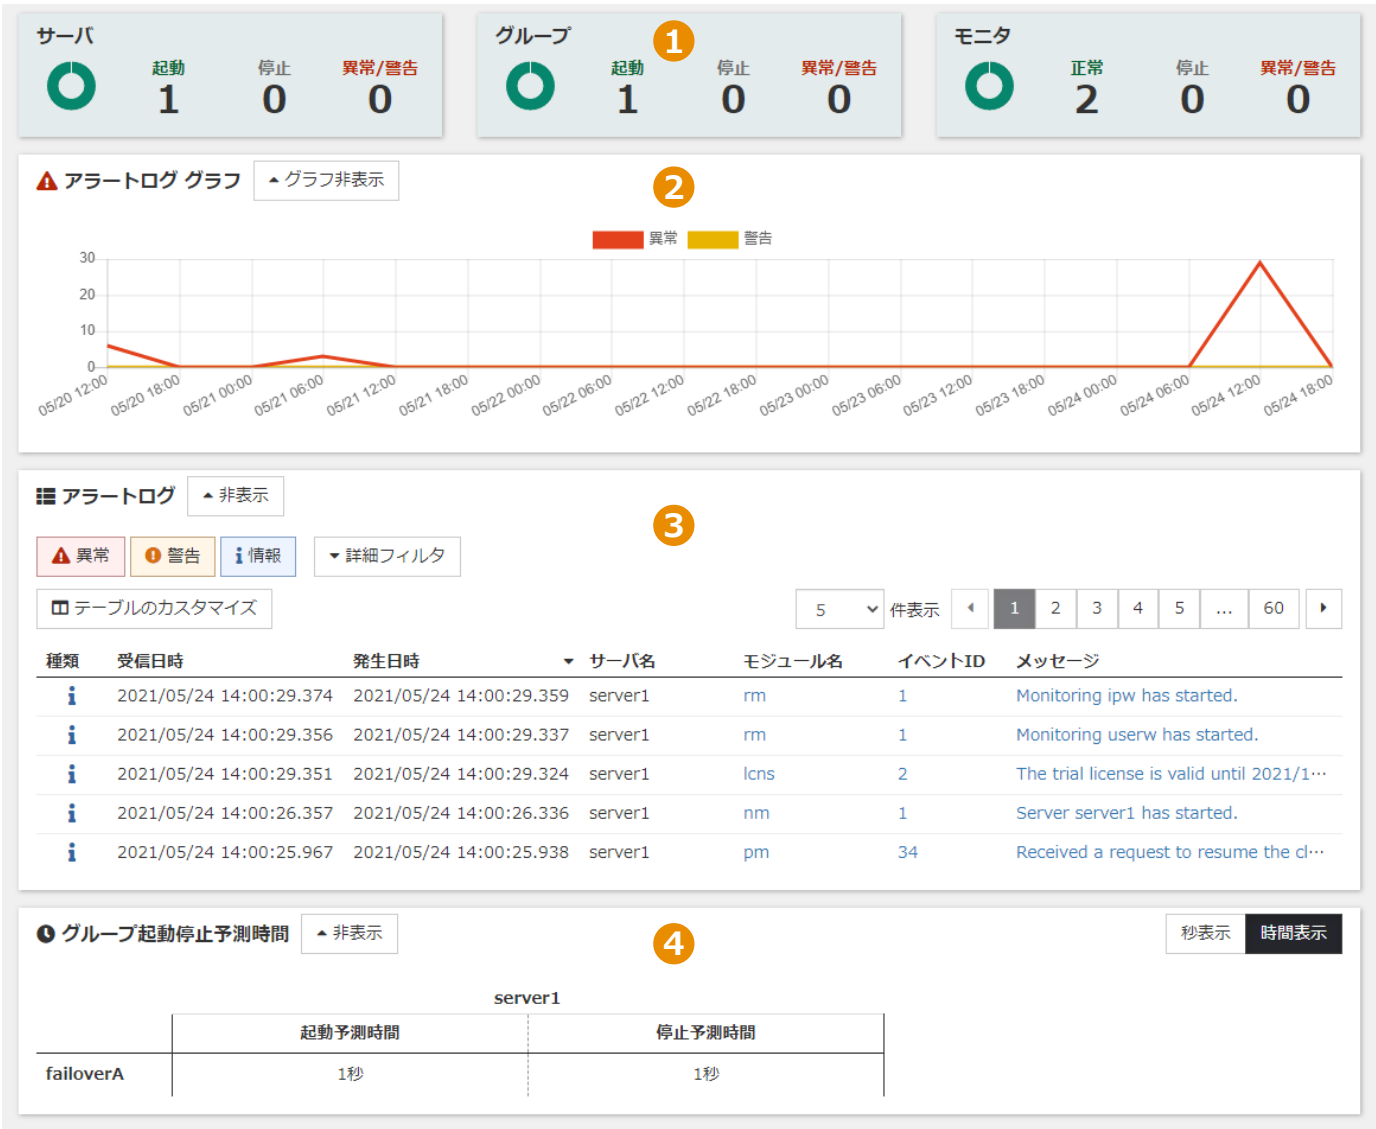 サーバ
起動 停止 異常/警告
1 0 0
グループ
起動 停止 異常/警告
1 0 0
モニタ
正常 停止 異常/警告
2 0 0
1
アラートログ グラフ グラフ非表示
2
異常 警告
30
20
10
0
05/20 12:00 05/20 18:00 05/21 00:00 05/21 06:00 05/21 12:00 05/21 18:00 05/22 00:00 05/22 06:00 05/22 12:00 05/22 18:00 05/23 00:00 05/23 06:00 05/23 12:00 05/23 18:00 05/24 00:00 05/24 06:00 05/24 12:00 05/24 18:00
アラートログ 非表示
3
異常 警告 情報 詳細フィルタ
テーブルのカスタマイズ 5 件表示 1 2 3 4 5 ... 60
種類 受信日時 発生日時 サーバ名 モジュール名 イベントID メッセージ
2021/05/24 14:00:29.374 2021/05/24 14:00:29.359 server1 rm 1 Monitoring ipw has started.
2021/05/24 14:00:29.356 2021/05/24 14:00:29.337 server1 rm 1 Monitoring userw has started.
2021/05/24 14:00:29.351 2021/05/24 14:00:29.324 server1 lcns 2 The trial license is valid until 2021/1…
2021/05/24 14:00:26.357 2021/05/24 14:00:26.336 server1 nm 1 Server server1 has started.
2021/05/24 14:00:25.967 2021/05/24 14:00:25.938 server1 pm 34 Received a request to resume the cl…
グループ起動停止予測時間 非表示
4
秒表示 時間表示
server1
起動予測時間 停止予測時間
failoverA 1秒 1秒